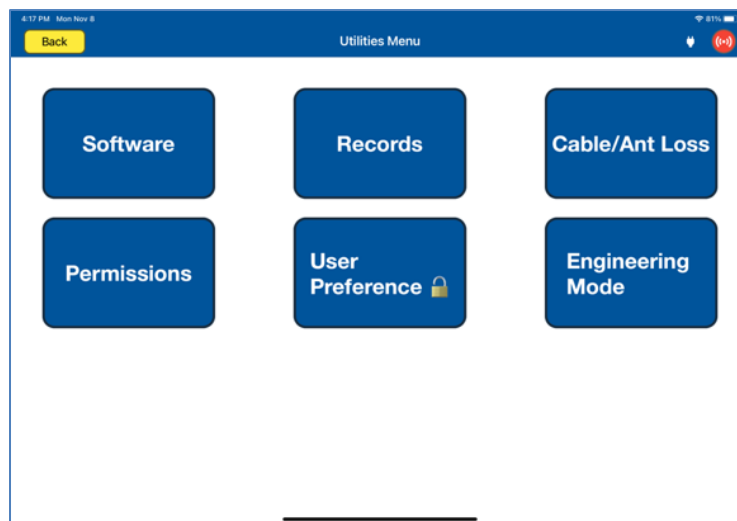 4:17 PM Mon Nov 8
81%
Back
Utilities Menu
Software
Records
Cable/Ant Loss
Permissions
User
Preference
Engineering
Mode